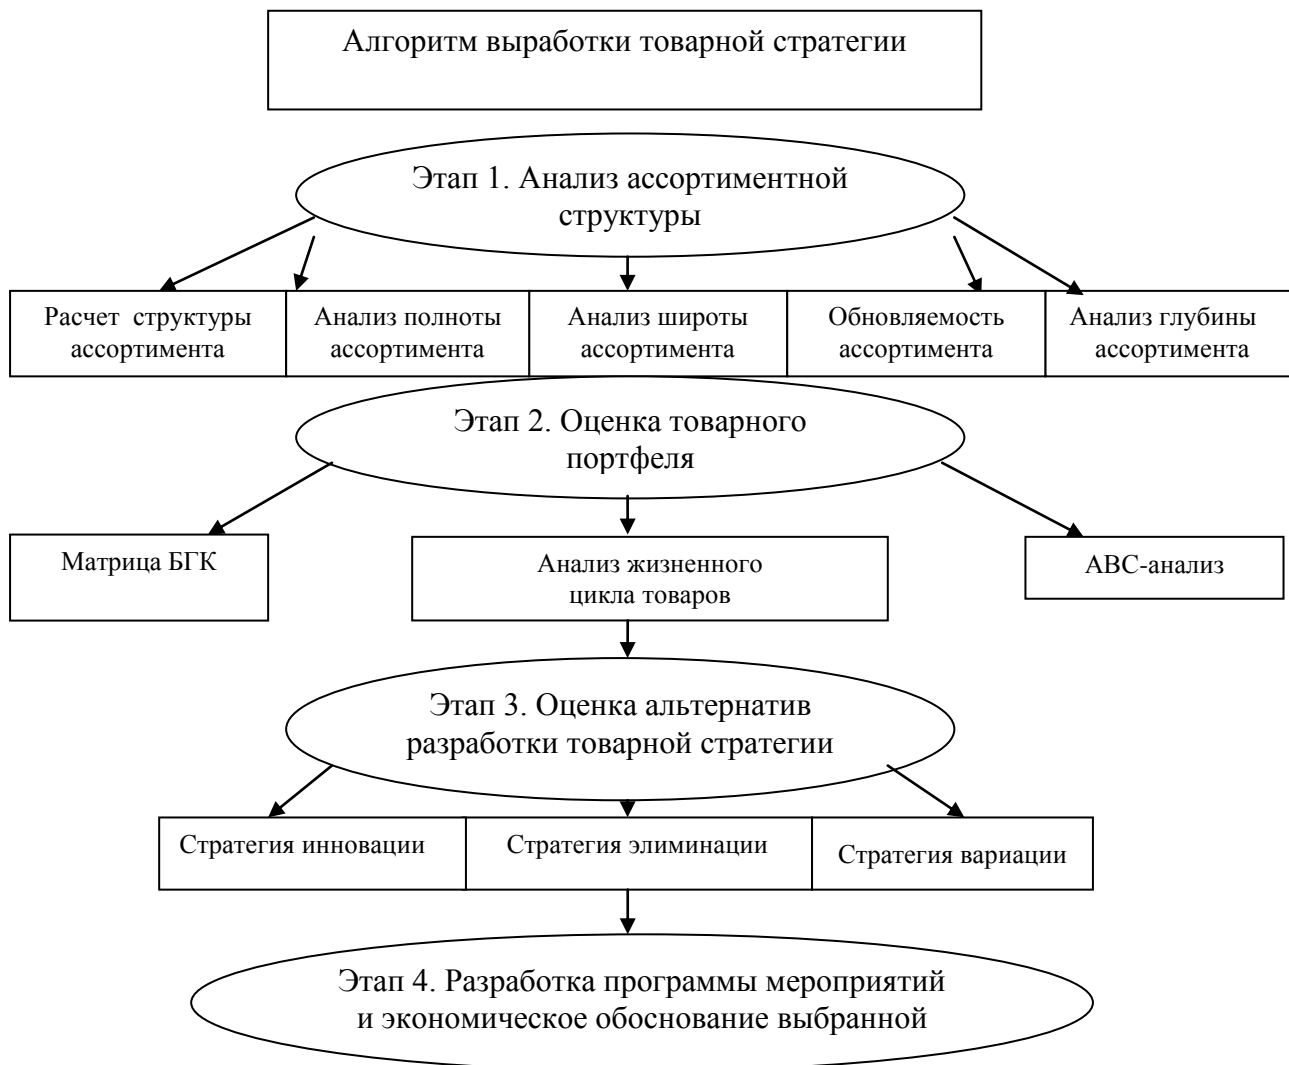 Алгоритм выработки товарной стратегии
Этап 1. Анализ ассортиментной
структуры
Расчет структуры
ассортимента
Анализ полноты
ассортимента
Анализ широты
ассортимента
Обновляемость
ассортимента
Анализ глубины
ассортимента
Этап 2. Оценка товарного
портфеля
Матрица БГК
Анализ жизненного
цикла товаров
АВС-анализ
Этап 3. Оценка альтернатив
разработки товарной стратегии
Стратегия инновации
Стратегия элиминации
Стратегия вариации
Этап 4. Разработка программы мероприятий
и экономическое обоснование выбранной